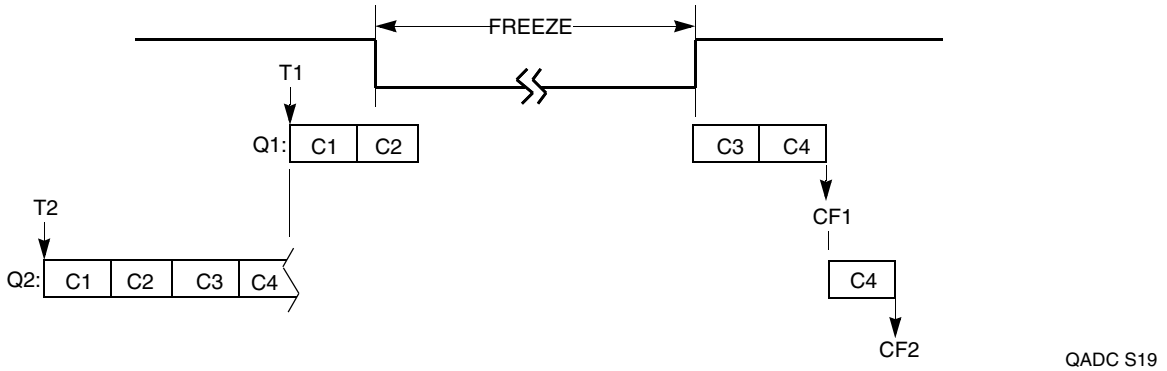 FREEZE
T1
Q1: C1 C2 C3 C4
T2
CF1
Q2: C1 C2 C3 C4 C4
CF2
QADC S19